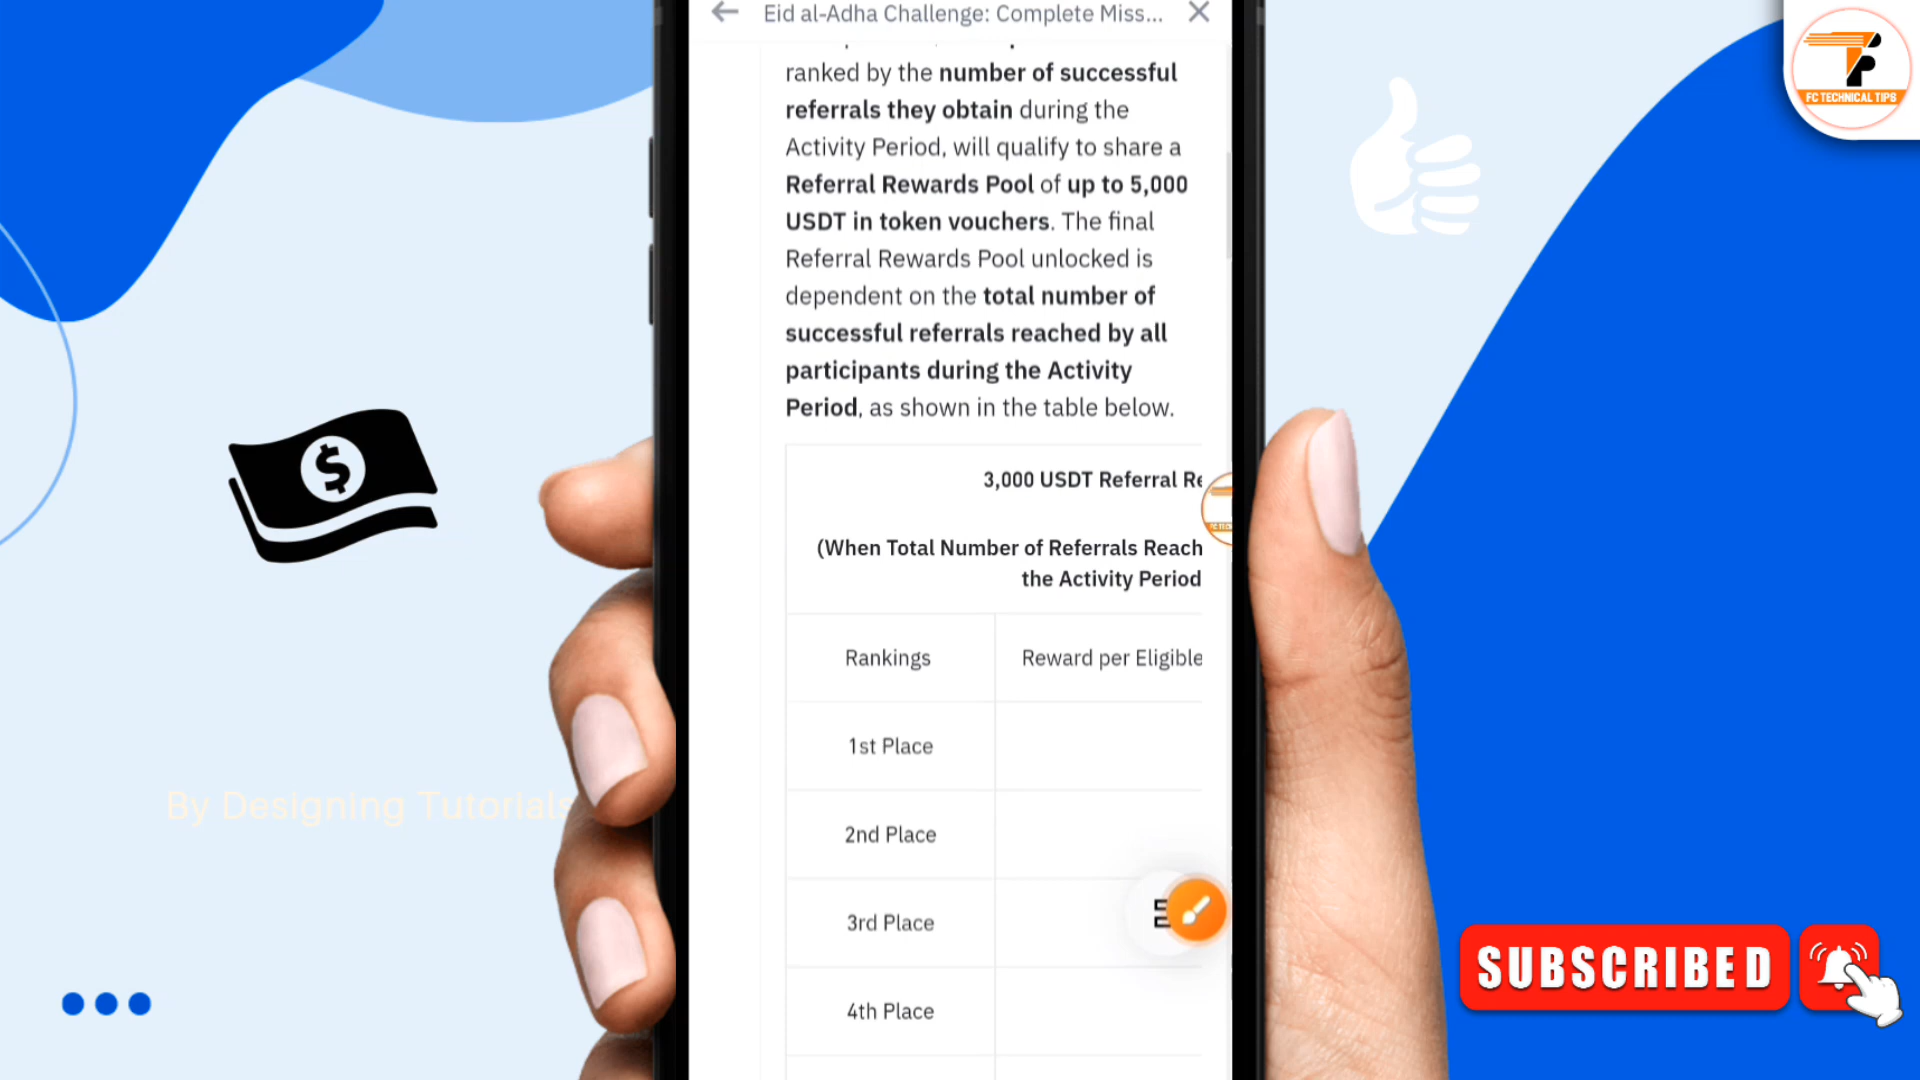 Eid al-Adha Challenge: Complete Miss...
ranked by the number of successful
referrals they obtain during the
Activity Period, will qualify to share a
Referral Rewards Pool of up to 5,000
USDT in token vouchers. The final
Referral Rewards Pool unlocked is
dependent on the total number of
successful referrals reached by all
participants during the Activity
Period, as shown in the table below.
3,000 USDT Referral Re
(When Total Number of Referrals Reach
the Activity Period
Rankings
Reward per Eligible
1st Place
2nd Place
3rd Place
4th Place
FC TECHNICAL TIPS
By Designing Tutorials
SUBSCRIBED